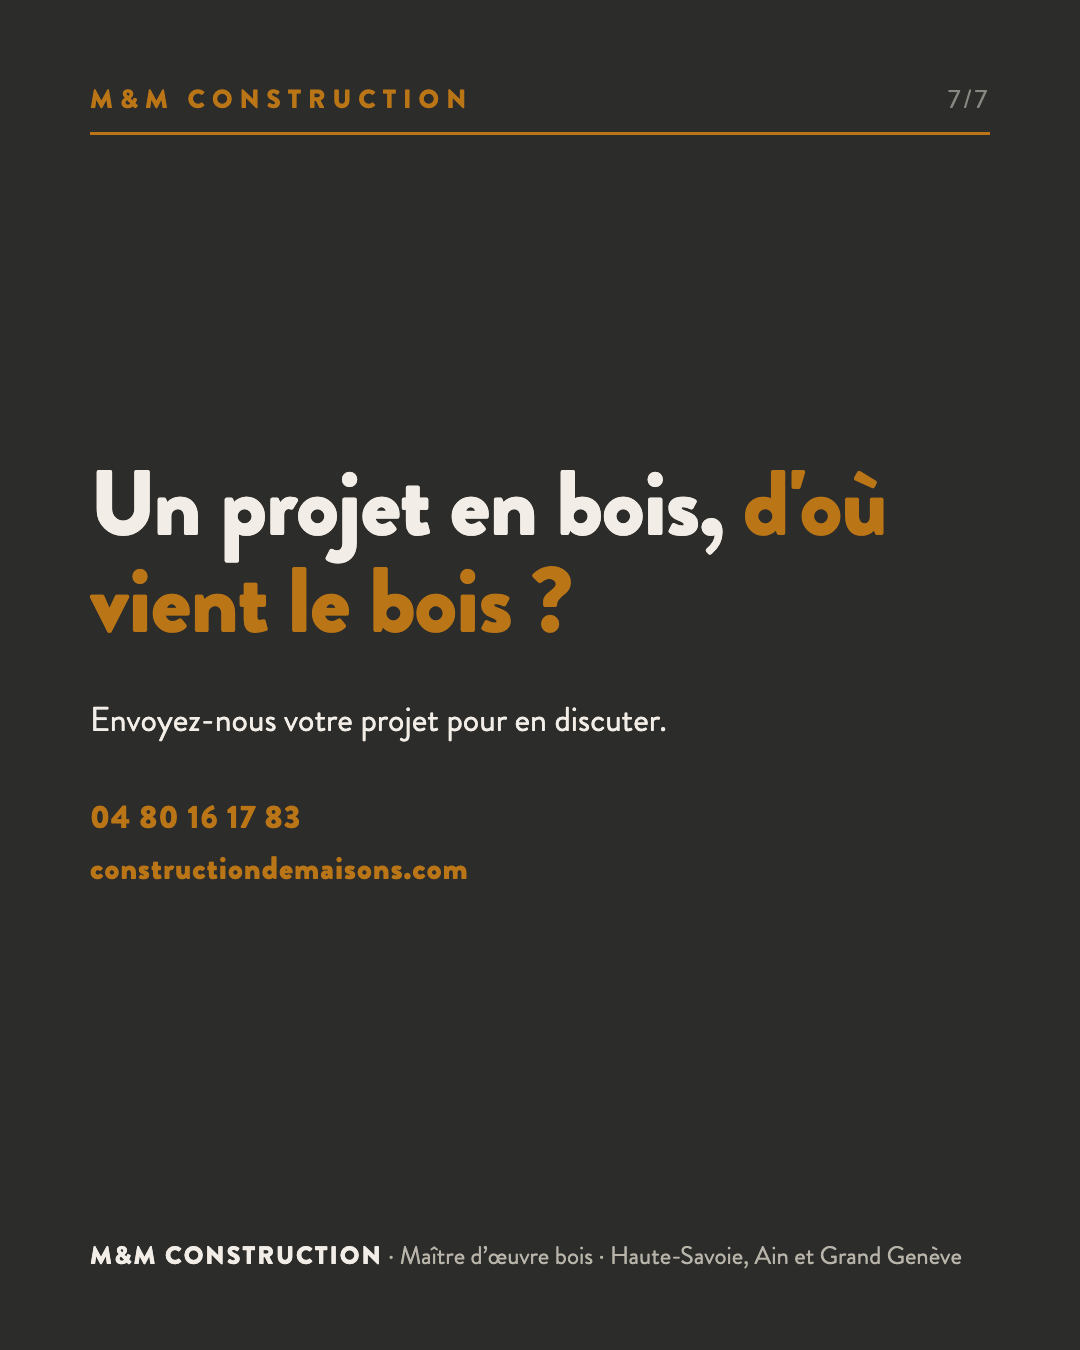 M&M CONSTRUCTION 7/7
Un projet en bois, d'où
vient le bois ?
Envoyez-nous votre projet pour en discuter.
04 80 16 17 83
constructiondemaisons.com
M&M CONSTRUCTION · Maître d’œuvre bois · Haute-Savoie, Ain et Grand Genève